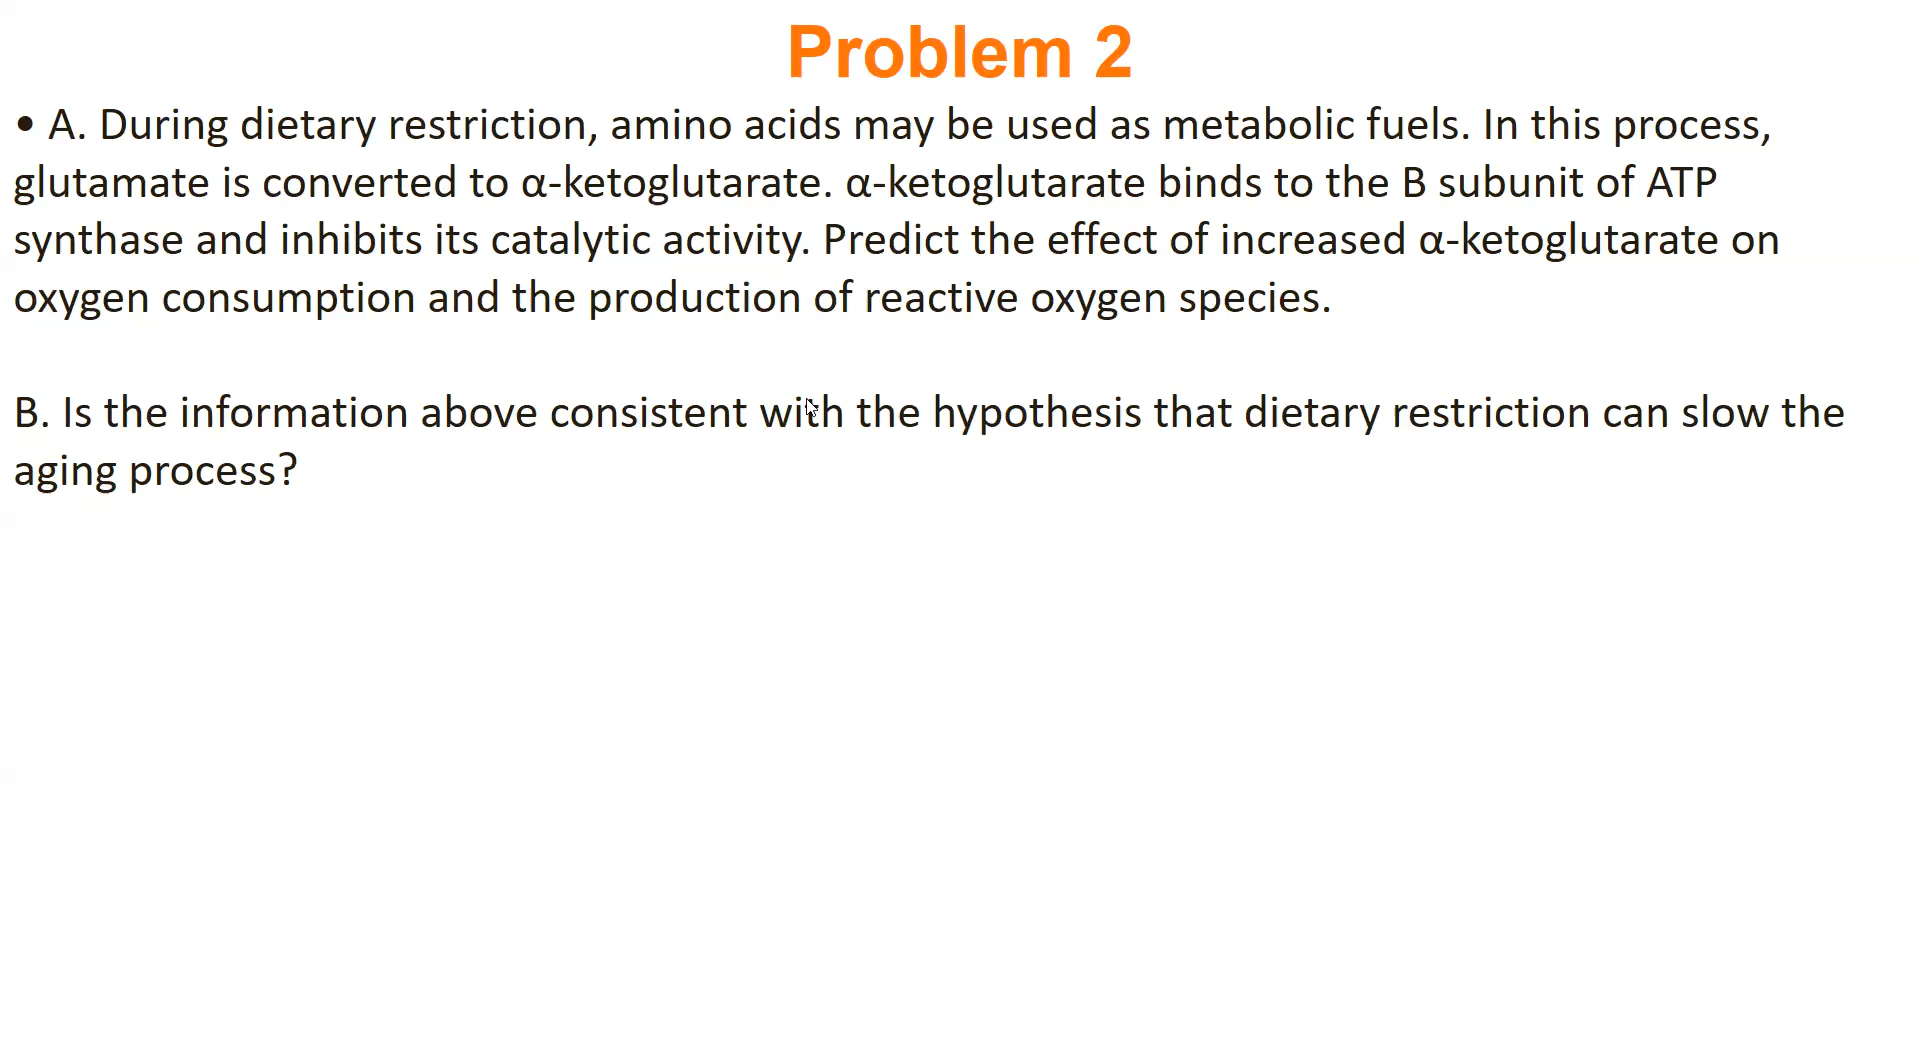 Problem 2
• A. During dietary restriction, amino acids may be used as metabolic fuels. In this process,
glutamate is converted to α-ketoglutarate. α-ketoglutarate binds to the B subunit of ATP
synthase and inhibits its catalytic activity. Predict the effect of increased α-ketoglutarate on
oxygen consumption and the production of reactive oxygen species.
B. Is the information above consistent with the hypothesis that dietary restriction can slow the
aging process?